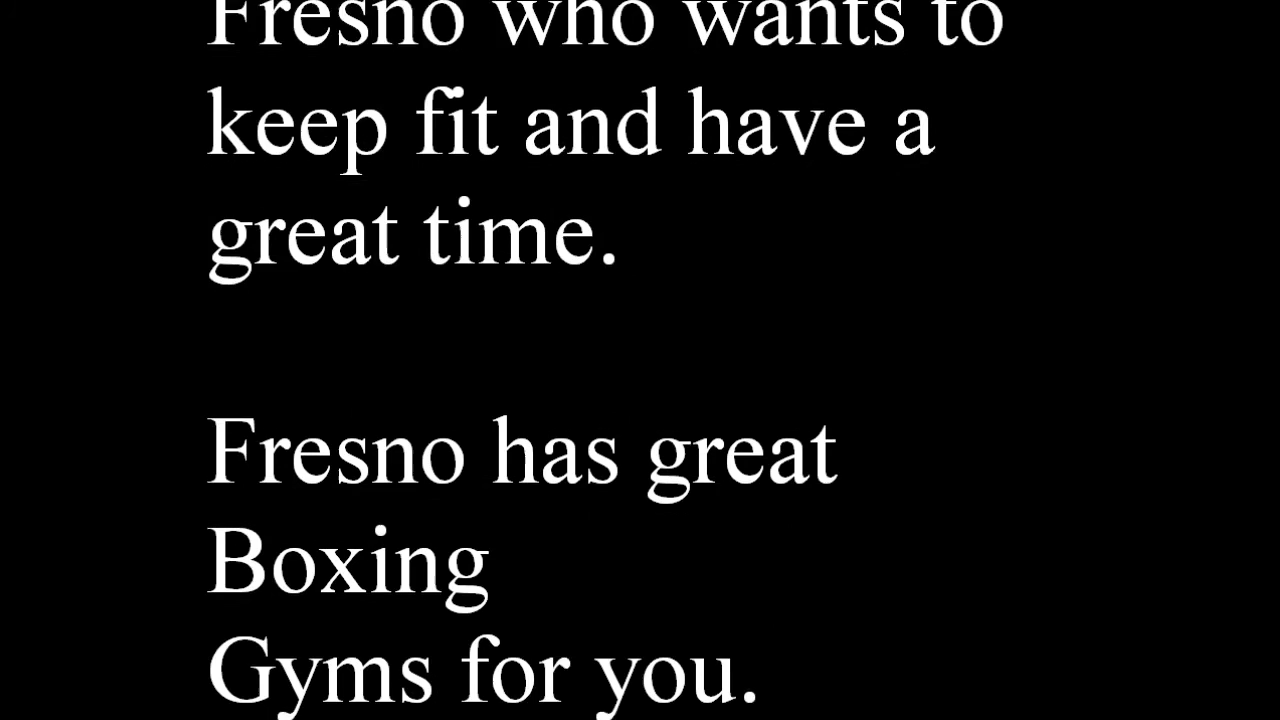 Fresno who wants to
keep fit and have a
great time.
Fresno has great
Boxing
Gyms for you.